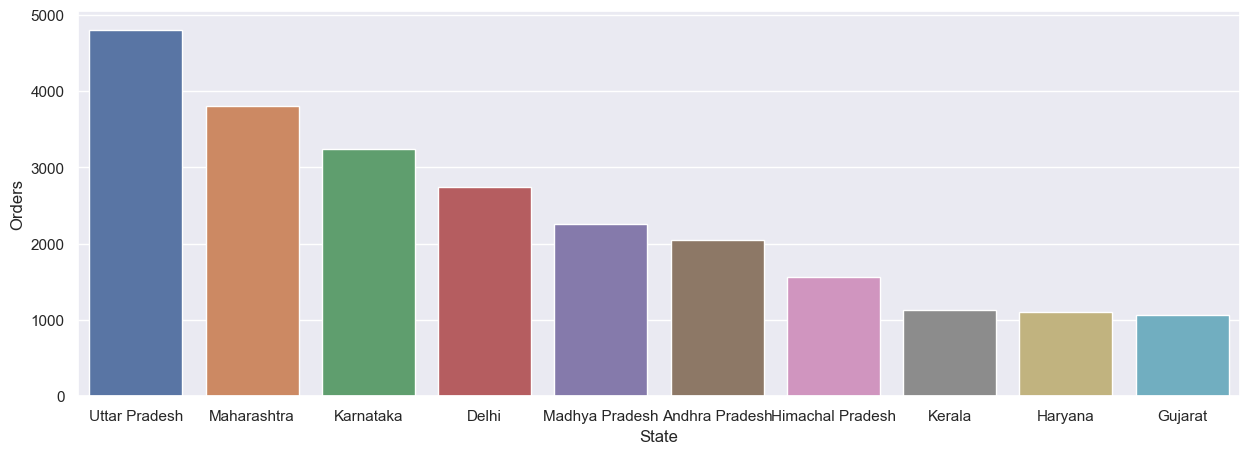 5000
4000
3000
2000
1000
0
Orders
Uttar Pradesh Maharashtra Karnataka Delhi Madhya Pradesh Andhra Pradesh Himachal Pradesh Kerala Haryana Gujarat
State